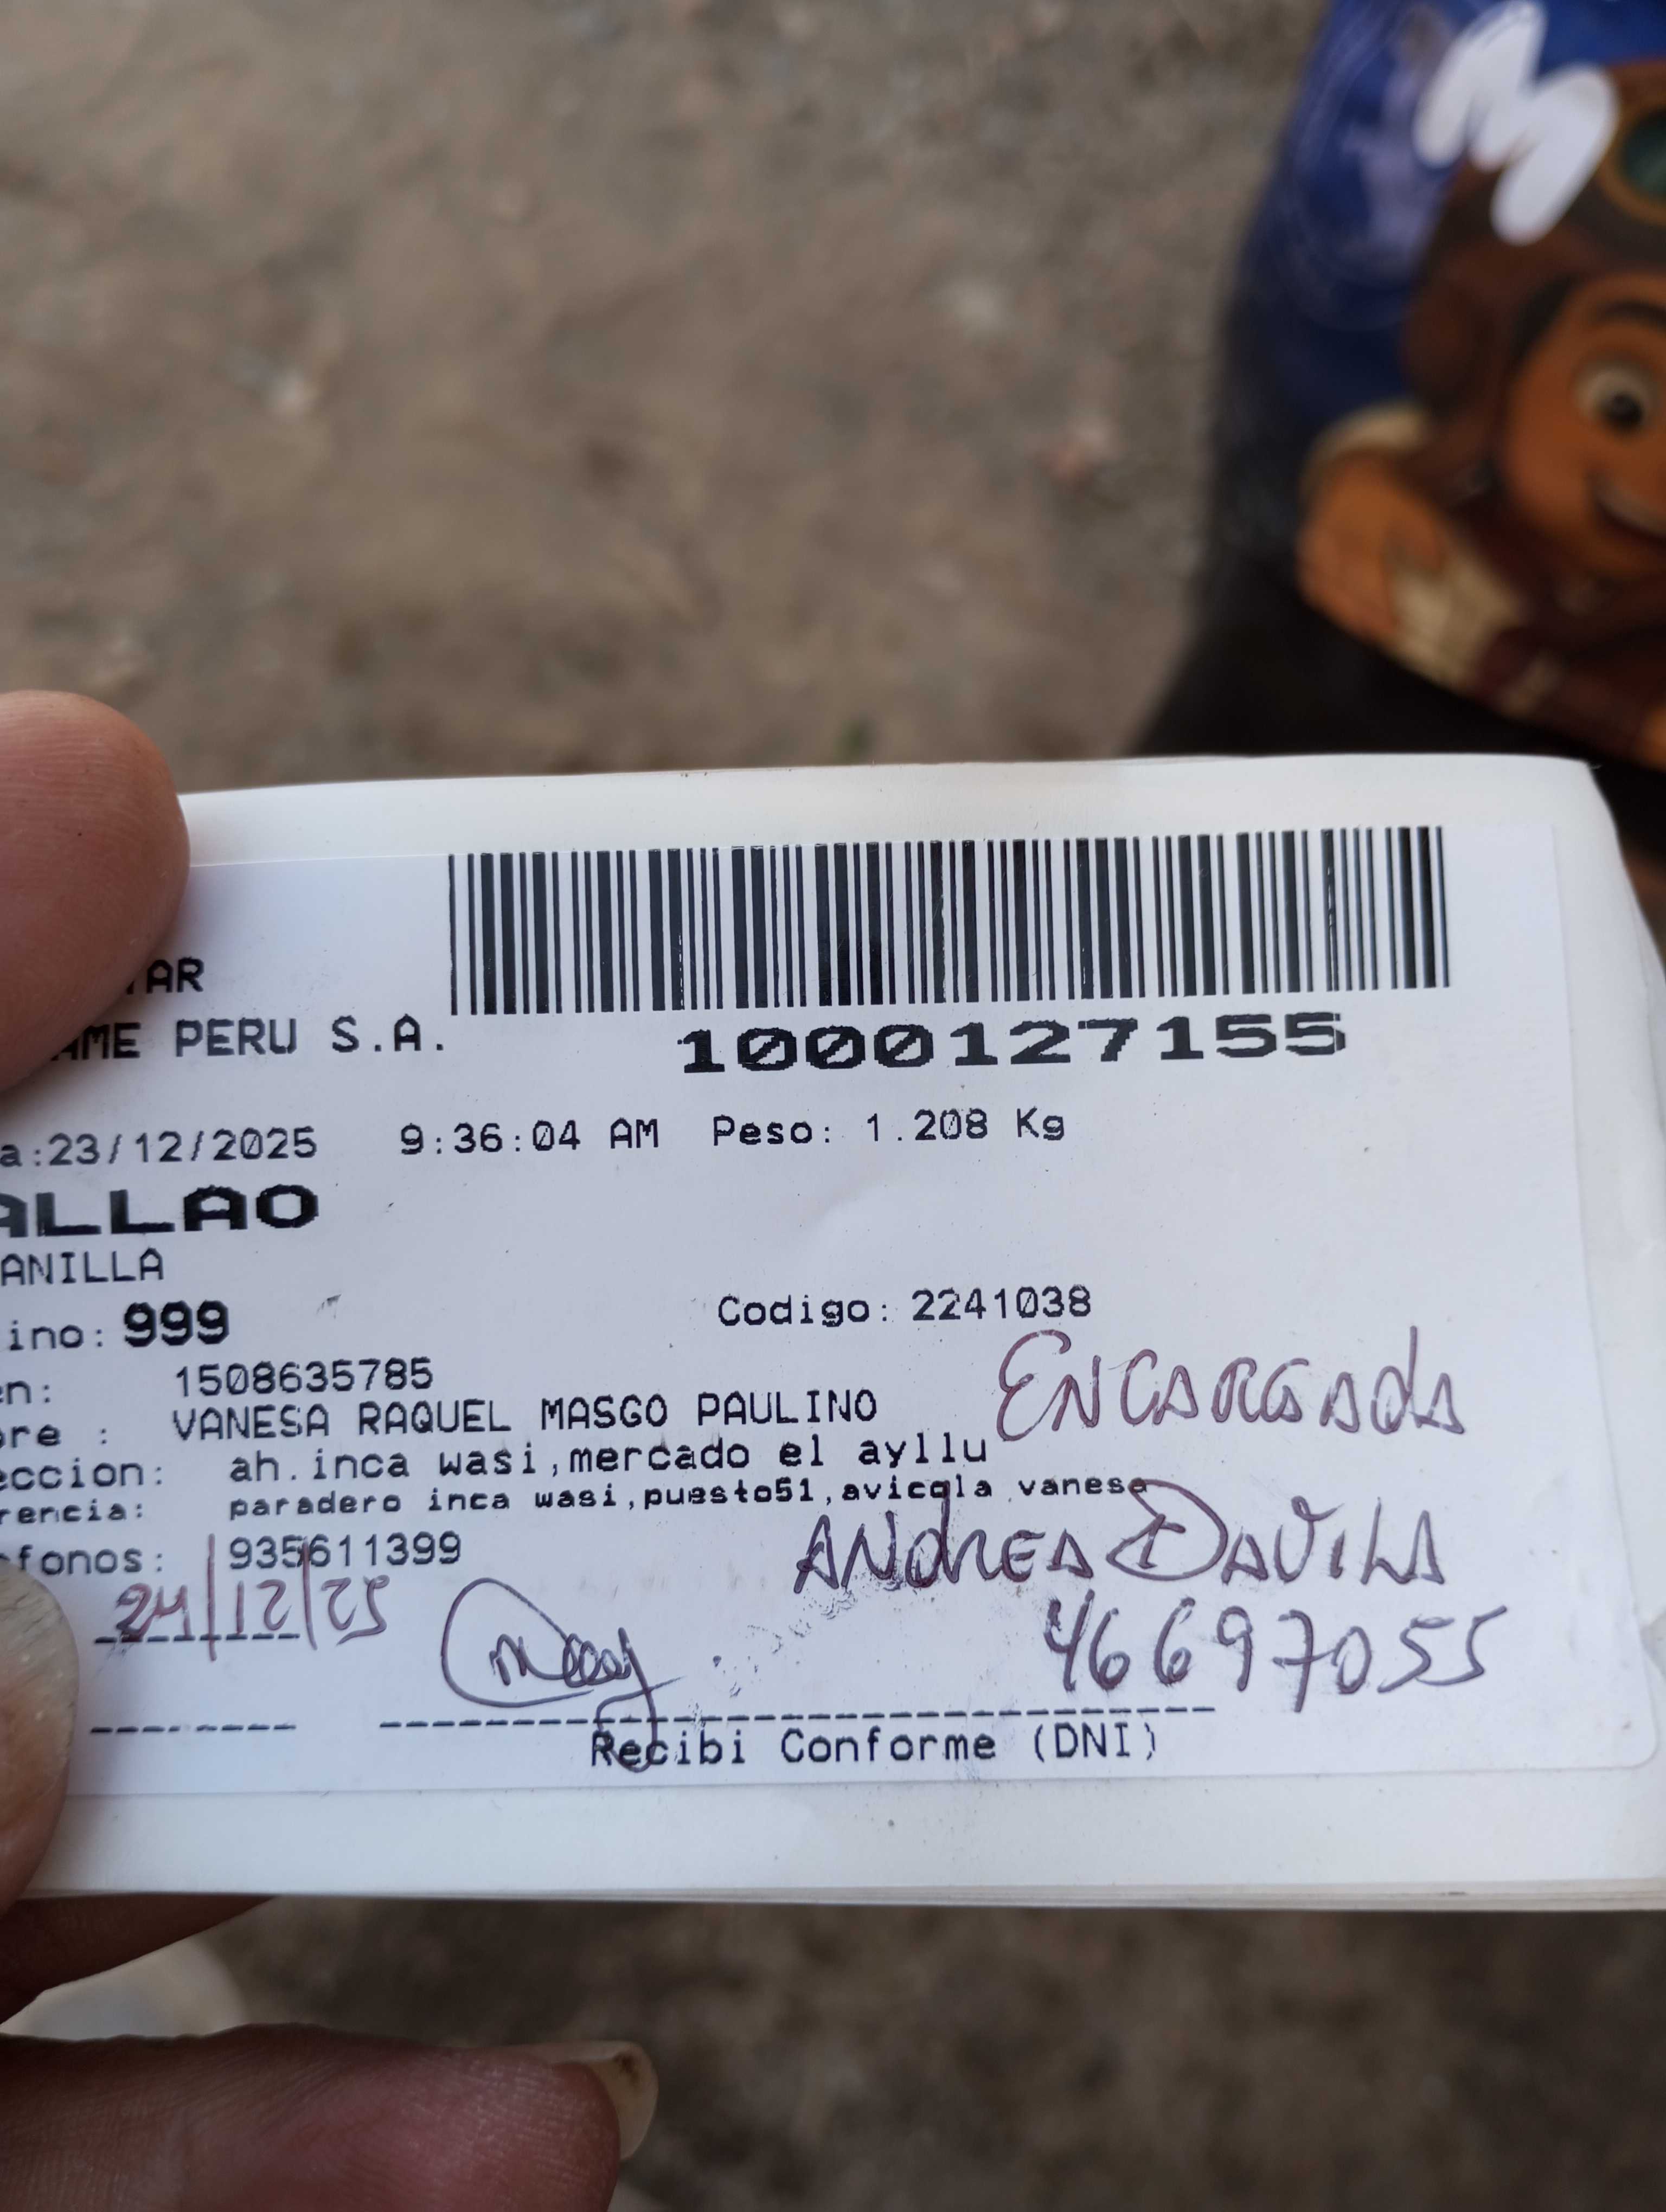 AR
AME PERU S.A.
1000127155
a:23/12/2025 9:36:04 AM Peso: 1.208 Kg
ALLAO
ANILLA
ino: 999 Codigo: 2241038
en: 1508635785
ENCARGADA
bre : VANESA RAQUEL MASGO PAULINO
eccion: ah.inca wasi,mercado el ayllu
rencia: paradero inca wasi,puesto51,avicola vanesa
efonos: 935611399
ANDREA DAVILA
24/12/25
46697055
Recibi Conforme (DNI)